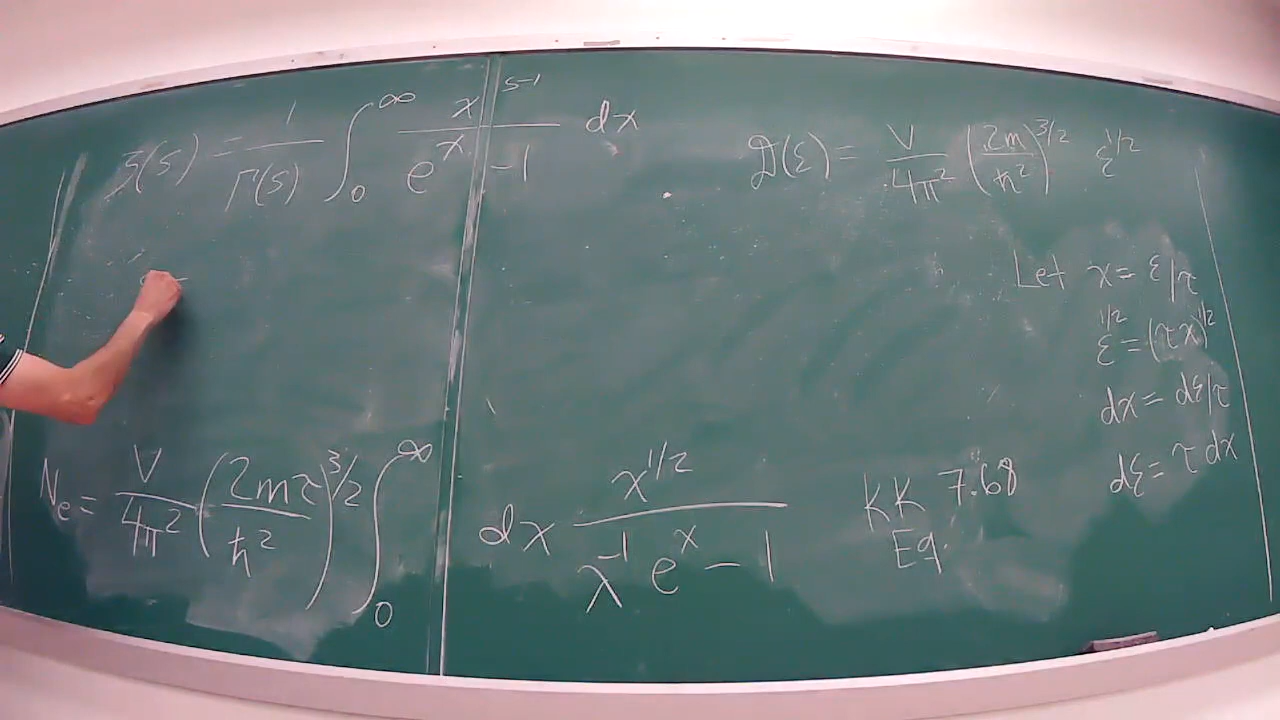 ζ(s) = 1/Γ(s) ∫₀^∞ x^(s-1)/(e^x - 1) dx
𝒟(ε) = V/4π² (2m/ħ²)^3/2 ε^1/2
Let x = ε/τ
ε^1/2 = (τx)^1/2
dx = dε/τ
dε = τ dx
N_e = V/4π² (2mτ/ħ²)^3/2 ∫₀^∞ dx x^1/2/(λ^-1 e^x - 1)
KK 7.68
Eq.